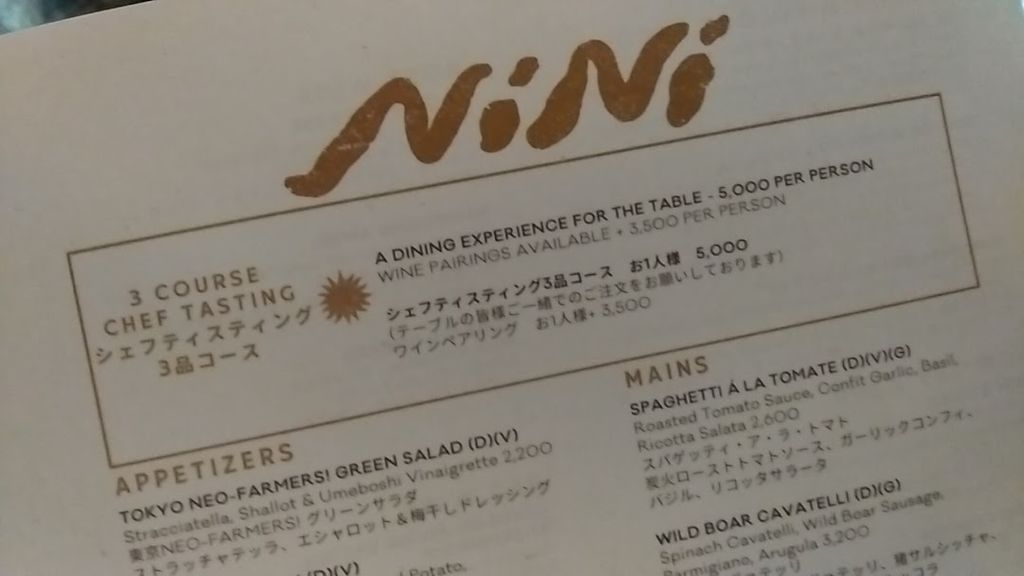 NiNi
3 COURSE
CHEF TASTING
シェフティスティング
3品コース
A DINING EXPERIENCE FOR THE TABLE - 5,000 PER PERSON
WINE PAIRINGS AVAILABLE + 3,500 PER PERSON
シェフティスティング3品コース お1人様 5,000
(テーブルの皆様ご一緒でのご注文をお願いしております)
ワインペアリング お1人様+ 3,500
APPETIZERS
TOKYO NEO-FARMERS! GREEN SALAD (D)(V)
Stracciatella, Shallot & Umeboshi Vinaigrette 2,200
東京NEO-FARMERS! グリーンサラダ
ストラッチャテッラ、エシャロット＆梅干しドレッシング
(D)(V)
Potato,
MAINS
SPAGHETTI Á LA TOMATE (D)(V)(G)
Roasted Tomato Sauce, Confit Garlic, Basil,
Ricotta Salata 2,600
スパゲッティ・ア・ラ・トマト
炭火ローストトマトソース、ガーリックコンフィ、
バジル、リコッタサラータ
WILD BOAR CAVATELLI (D)(G)
Spinach Cavatelli, Wild Boar Sausage,
Parmigiano, Arugula 3,200
猪サルシッチャ、